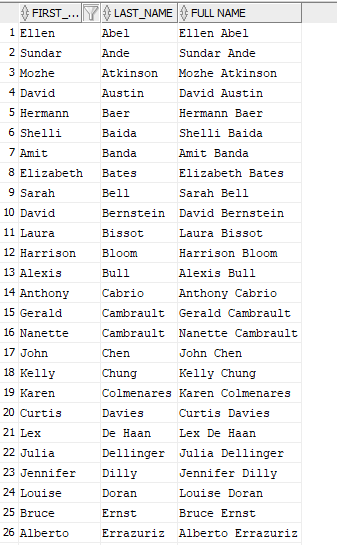 FIRST_... LAST_NAME FULL NAME
1 Ellen Abel Ellen Abel
2 Sundar Ande Sundar Ande
3 Mozhe Atkinson Mozhe Atkinson
4 David Austin David Austin
5 Hermann Baer Hermann Baer
6 Shelli Baida Shelli Baida
7 Amit Banda Amit Banda
8 Elizabeth Bates Elizabeth Bates
9 Sarah Bell Sarah Bell
10 David Bernstein David Bernstein
11 Laura Bissot Laura Bissot
12 Harrison Bloom Harrison Bloom
13 Alexis Bull Alexis Bull
14 Anthony Cabrio Anthony Cabrio
15 Gerald Cambrault Gerald Cambrault
16 Nanette Cambrault Nanette Cambrault
17 John Chen John Chen
18 Kelly Chung Kelly Chung
19 Karen Colmenares Karen Colmenares
20 Curtis Davies Curtis Davies
21 Lex De Haan Lex De Haan
22 Julia Dellinger Julia Dellinger
23 Jennifer Dilly Jennifer Dilly
24 Louise Doran Louise Doran
25 Bruce Ernst Bruce Ernst
26 Alberto Errazuriz Alberto Errazuriz